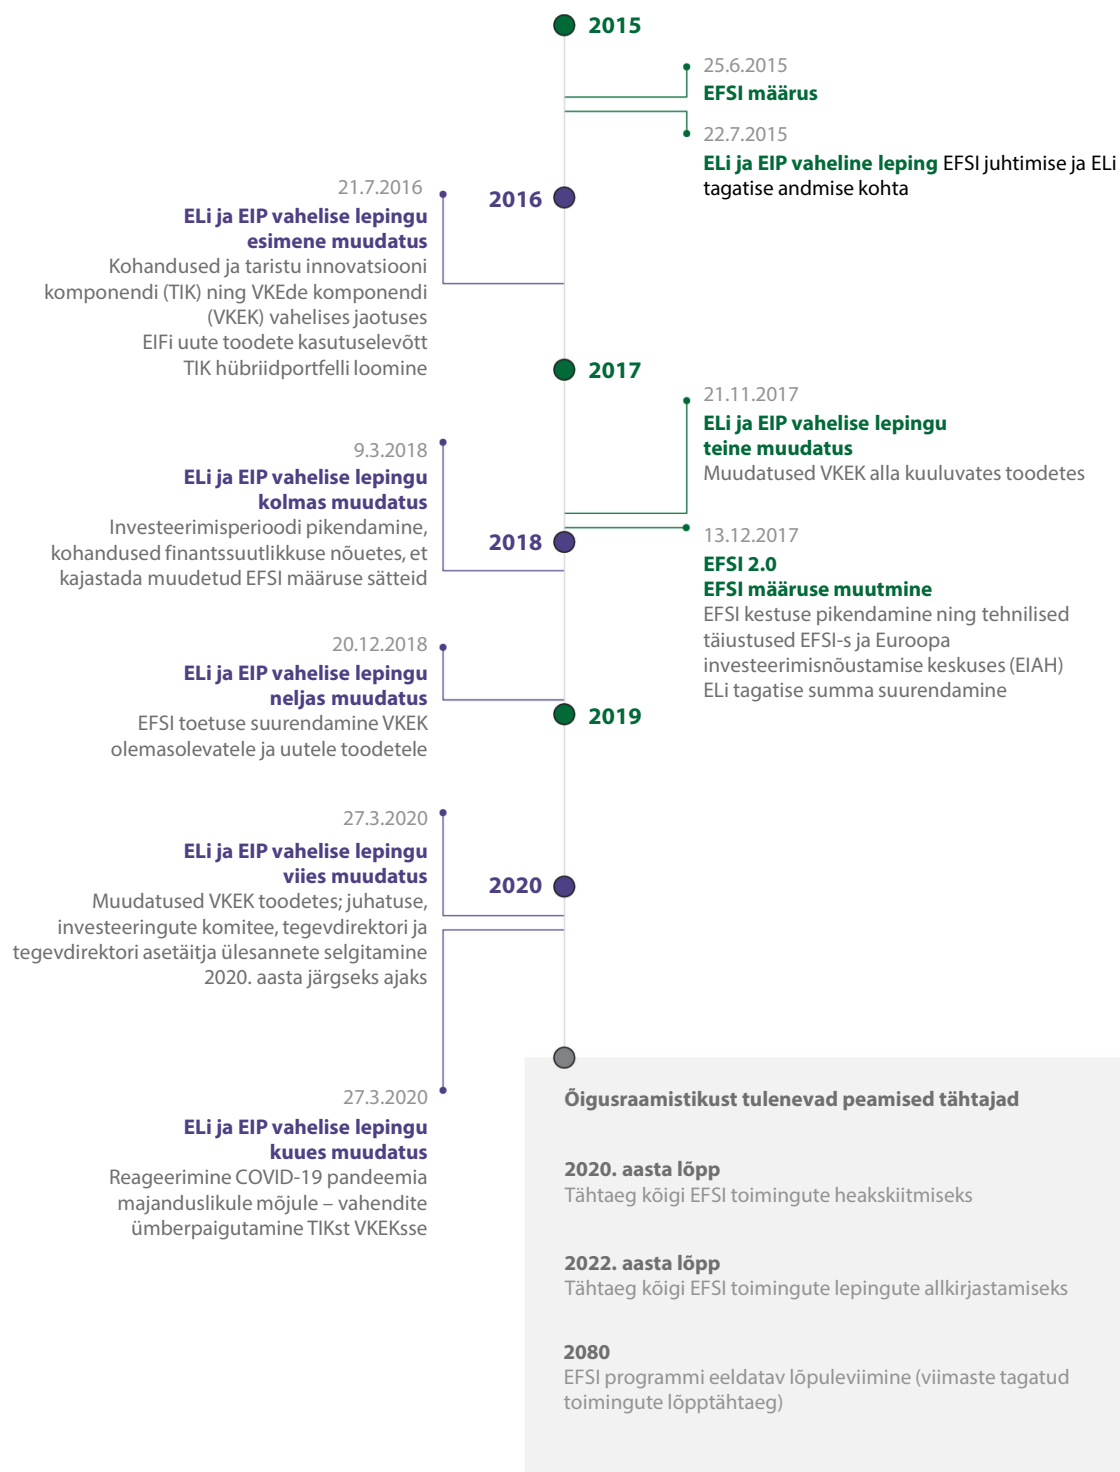 2015
25.6.2015
EFSI määrus
22.7.2015
ELi ja EIP vaheline leping EFSI juhtimise ja ELi
tagatise andmise kohta
2016
21.7.2016
ELi ja EIP vahelise lepingu
esimene muudatus
Kohandused ja taristu innovatsiooni
komponendi (TIK) ning VKEde komponendi
(VKEK) vahelises jaotuses
EIFi uute toodete kasutuselevõtt
TIK hübriidportfelli loomine
2017
21.11.2017
ELi ja EIP vahelise lepingu
teine muudatus
Muudatused VKEK alla kuuluvates toodetes
13.12.2017
EFSI 2.0
EFSI määruse muutmine
EFSI kestuse pikendamine ning tehnilised
täiustused EFSI-s ja Euroopa
investeerimisnõustamise keskuses (EIAH)
ELi tagatise summa suurendamine
2018
9.3.2018
ELi ja EIP vahelise lepingu
kolmas muudatus
Investeerimisperioodi pikendamine,
kohandused finantssuutlikkuse nõuetes, et
kajastada muudetud EFSI määruse sätteid
20.12.2018
ELi ja EIP vahelise lepingu
neljas muudatus
EFSI toetuse suurendamine VKEK
olemasolevatele ja uutele toodetele
2019
2020
27.3.2020
ELi ja EIP vahelise lepingu
viies muudatus
Muudatused VKEK toodetes; juhatuse,
investeeringute komitee, tegevdirektori ja
tegevdirektori asetäitja ülesannete selgitamine
2020. aasta järgseks ajaks
27.3.2020
ELi ja EIP vahelise lepingu
kuues muudatus
Reageerimine COVID-19 pandeemia
majanduslikule mõjule – vahendite
ümberpaigutamine TIKst VKEKsse
Õigusraamistikust tulenevad peamised tähtajad
2020. aasta lõpp
Tähtaeg kõigi EFSI toimingute heakskiitmiseks
2022. aasta lõpp
Tähtaeg kõigi EFSI toimingute lepingute allkirjastamiseks
2080
EFSI programmi eeldatav lõpuleviimine (viimaste tagatud
toimingute lõpptähtaeg)